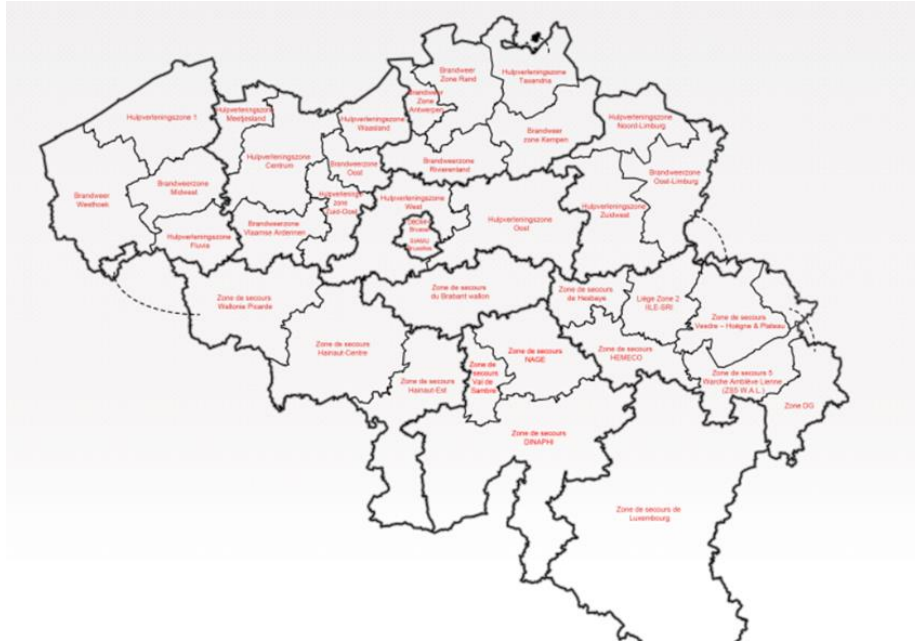 Brandweer
Zone Rand
Hulpverleningszone
Taxandria
Brandweer
Zone
Antwerpen
Hulpverleningszone 1
Hulpverleningszone
Meetjesland
Hulpverleningszone
Waasland
Brandweer
zone Kempen
Hulpverleningszone
Noord-Limburg
Hulpverleningszone
Centrum
Brandweerzone
Oost
Brandweerzone
Rivierenland
Brandweerzone
Oost-Limburg
Brandweer
Westhoek
Brandweerzone
Midwest
Hulpverlenings
zone
Zuid-Oost
Hulpverleningszone
West
Hulpverleningszone
Zuidwest
Hulpverleningszone
Fluvia
Brandweerzone
Vlaamse Ardennen
Brussel
SIAMU
Bruxelles
Hulpverleningszone
Oost
Zone de secours
Wallonie Picarde
Zone de secours
du Brabant wallon
Zone de secours
de Hesbaye
Liège Zone 2
IILE-SRI
Zone de secours
Vesdre – Hoëgne & Plateau
Zone de secours
Hainaut-Centre
Zone de secours
NAGE
Zone de secours
HEMECO
Zone de
secours
Val de
Sambre
Zone de secours
Hainaut-Est
Zone de secours 5
Warche Amblève Lienne
(ZS5 W.A.L.)
Zone DG
Zone de secours
DINAPHI
Zone de secours de
Luxembourg